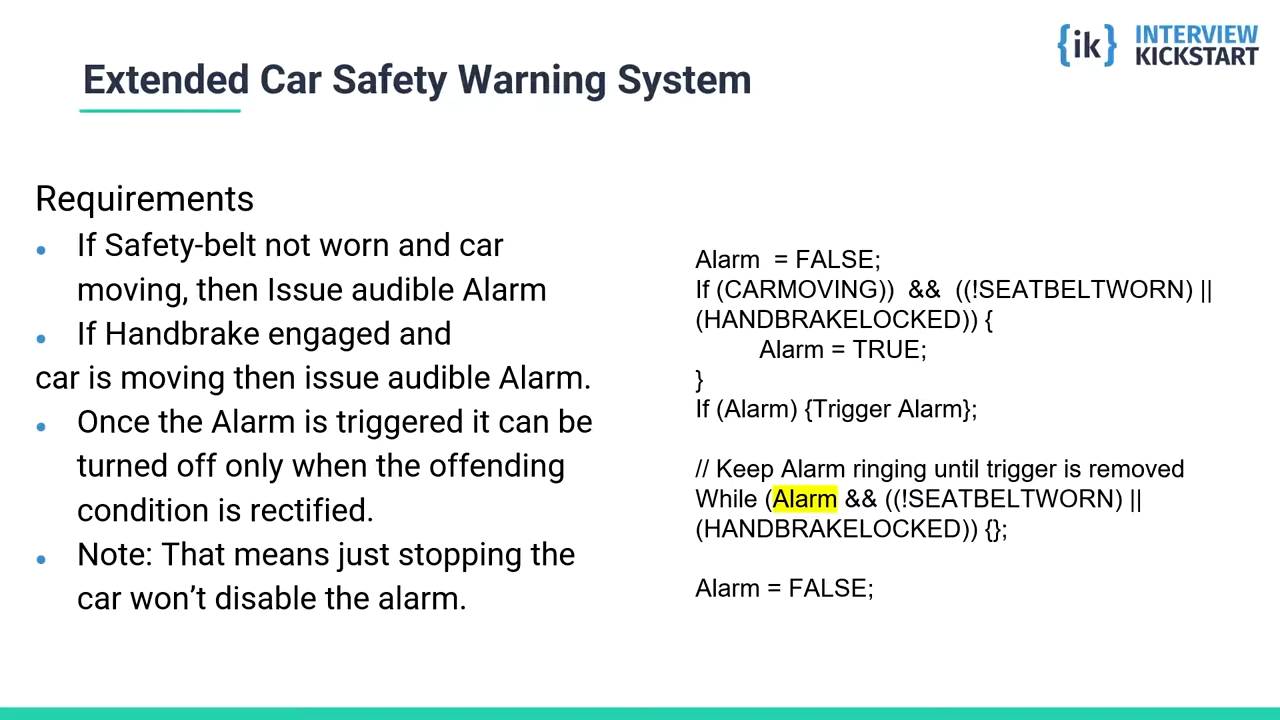 {ik} INTERVIEW
KICKSTART
Extended Car Safety Warning System
Requirements
• If Safety-belt not worn and car
moving, then Issue audible Alarm
• If Handbrake engaged and
car is moving then issue audible Alarm.
• Once the Alarm is triggered it can be
turned off only when the offending
condition is rectified.
• Note: That means just stopping the
car won’t disable the alarm.
Alarm  = FALSE;
If (CARMOVING))  &&  ((!SEATBELTWORN) ||
(HANDBRAKELOCKED)) {
Alarm = TRUE;
}
If (Alarm) {Trigger Alarm};
// Keep Alarm ringing until trigger is removed
While (Alarm && ((!SEATBELTWORN) ||
(HANDBRAKELOCKED)) {};
Alarm = FALSE;